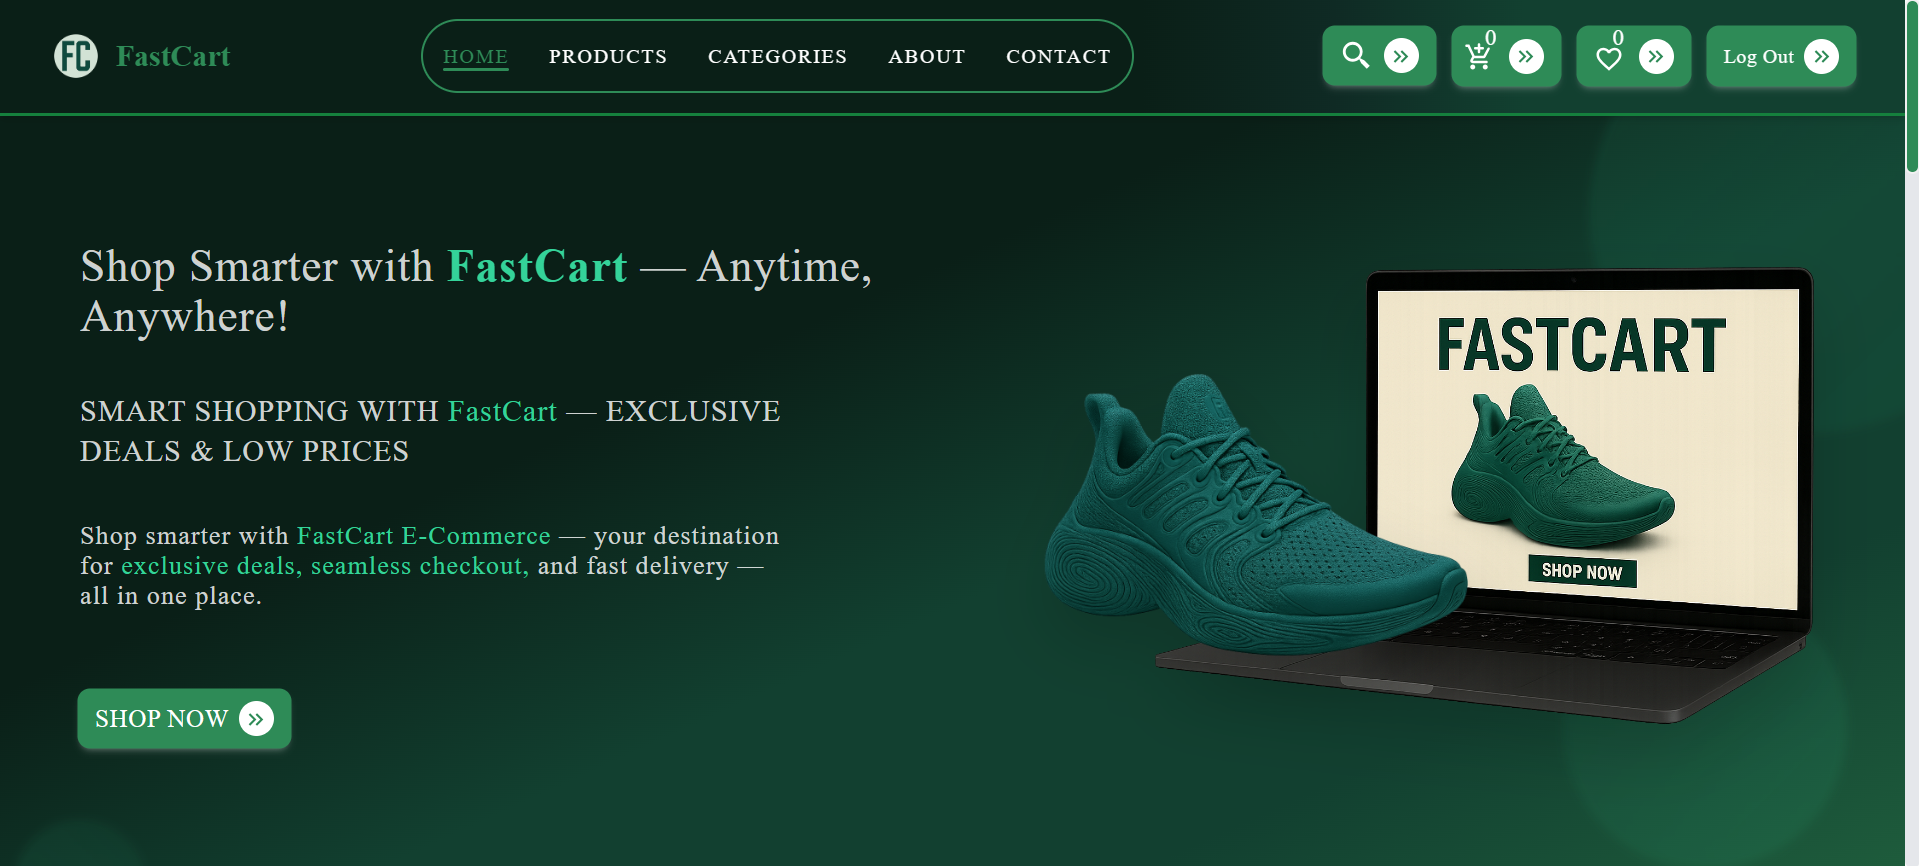 FC FastCart
HOME PRODUCTS CATEGORIES ABOUT CONTACT
0 0 Log Out
Shop Smarter with FastCart — Anytime,
Anywhere!
SMART SHOPPING WITH FastCart — EXCLUSIVE
DEALS & LOW PRICES
Shop smarter with FastCart E-Commerce — your destination
for exclusive deals, seamless checkout, and fast delivery —
all in one place.
SHOP NOW
FASTCART
SHOP NOW